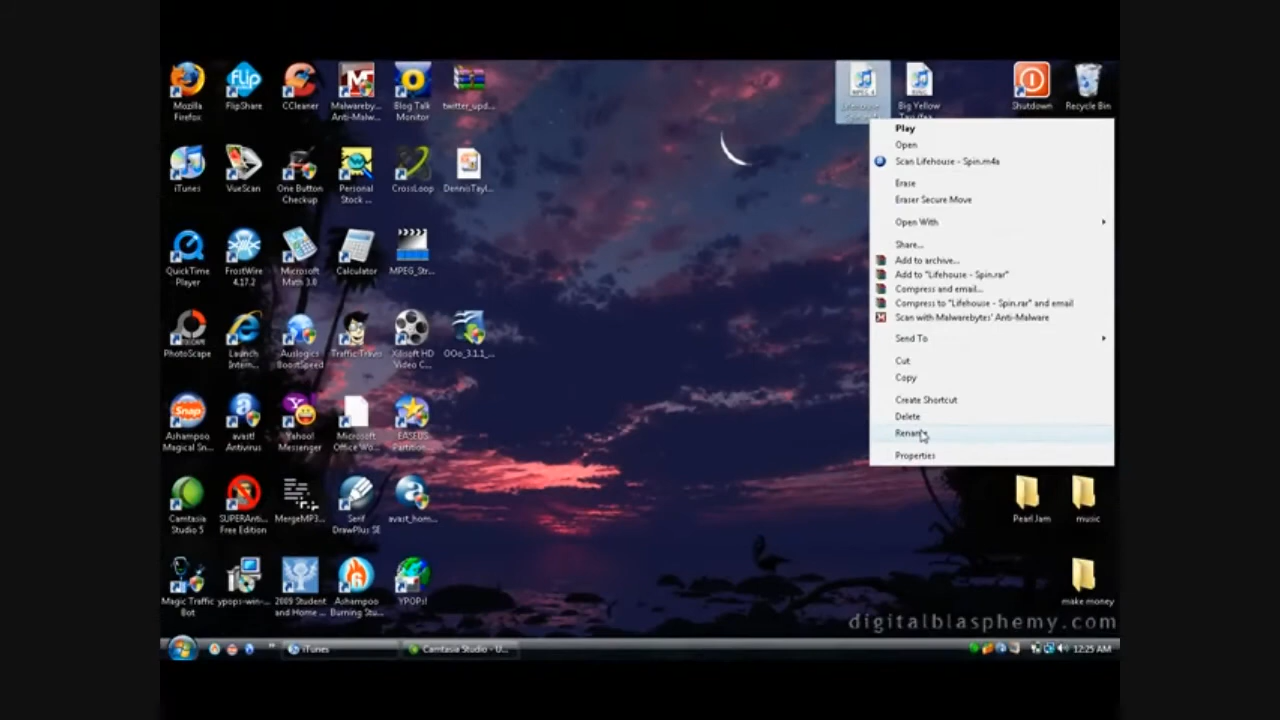 Mozilla
Firefox
FlipShare
CCleaner
Malwareby...
Anti-Malw...
Blog Talk
Monitor
twitter_upd...
Big Yellow
Shutdown
Recycle Bin
iTunes
VueScan
One Button
Checkup
Personal
Stock ...
CrossLoop
DennisTayl...
QuickTime
Player
FrostWire
4.17.2
Microsoft
Math 3.0
Calculator
MPEG_Str...
PhotoScape
Launch
Intern...
Auslogics
BoostSpeed
Traffic Travis
Xilisoft HD
Video C...
OOo_3.1.1_...
Ashampoo
Magical Sn...
avast!
Antivirus
Yahoo!
Messenger
Microsoft
Office Wo...
EASEUS
Partition...
Camtasia
Studio 5
SUPERAnti...
Free Edition
MergeMP3...
Serif
DrawPlus SE
avast_hom...
Magic Traffic
Bot
ypops-win-...
2009 Student
and Home ...
Ashampoo
Burning Stu...
YPOPs!
Play
Open
Scan Lifehouse - Spin.m4a
Erase
Eraser Secure Move
Open With
Share...
Add to archive...
Add to "Lifehouse - Spin.rar"
Compress and email...
Compress to "Lifehouse - Spin.rar" and email
Scan with Malwarebytes' Anti-Malware
Send To
Cut
Copy
Create Shortcut
Delete
Rename
Properties
Pearl Jam
music
make money
digitalblasphemy.com
iTunes
Camtasia Studio - U...
12:25 AM